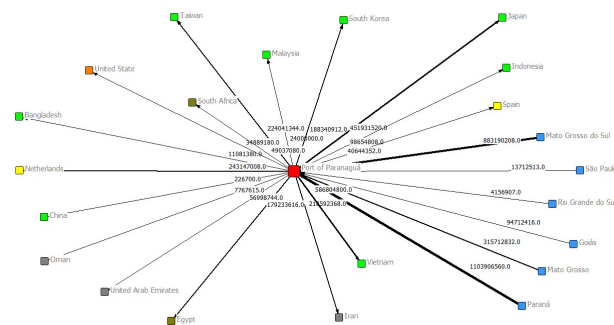 Taiwan
South Korea
Japan
Malaysia
United State
Indonesia
South Africa
Spain
Bangladesh
224041344.0
188340912.0
451931520.0
24000000.0
Mato Grosso do Sul
34889180.0
98654808.0
883190208.0
49037080.0
40644352.0
11081380.0
Netherlands
243147008.0
Port of Paranaguá
13712513.0
São Paulo
226700.0
586804800.0
4156907.0
7767615.0
56998744.0
218592368.0
Rio Grande do Su
179233616.0
China
94712416.0
Goiás
315712832.0
Oman
Vietnam
Mato Grosso
1103906560.0
United Arab Emirates
Paraná
Egypt
Iran